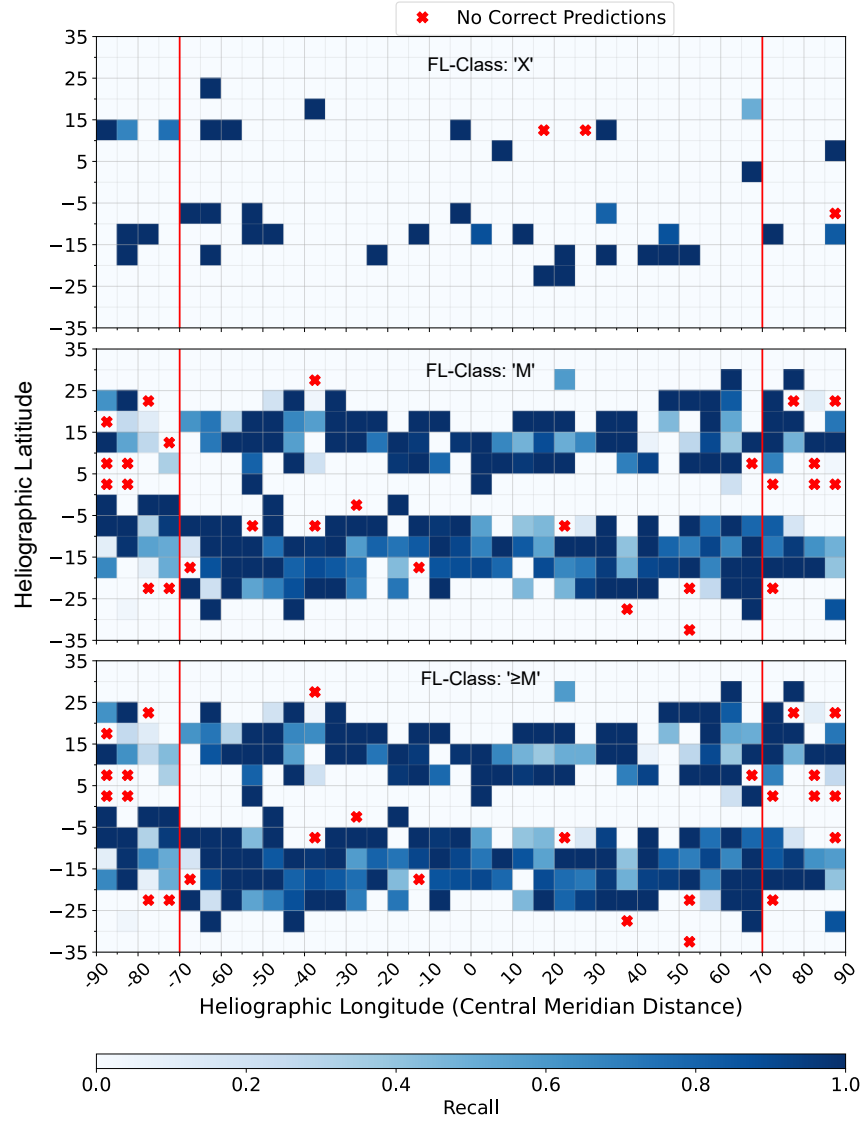 No Correct Predictions
FL-Class: 'X'
35
25
15
5
−5
−15
−25
−35
FL-Class: 'M'
35
25
15
5
−5
−15
−25
−35
FL-Class: '≥M'
35
25
15
5
−5
−15
−25
−35
Heliographic Latitiude
-90 -80 -70 -60 -50 -40 -30 -20 -10 0 10 20 30 40 50 60 70 80 90
Heliographic Longitude (Central Meridian Distance)
0.0 0.2 0.4 0.6 0.8 1.0
Recall